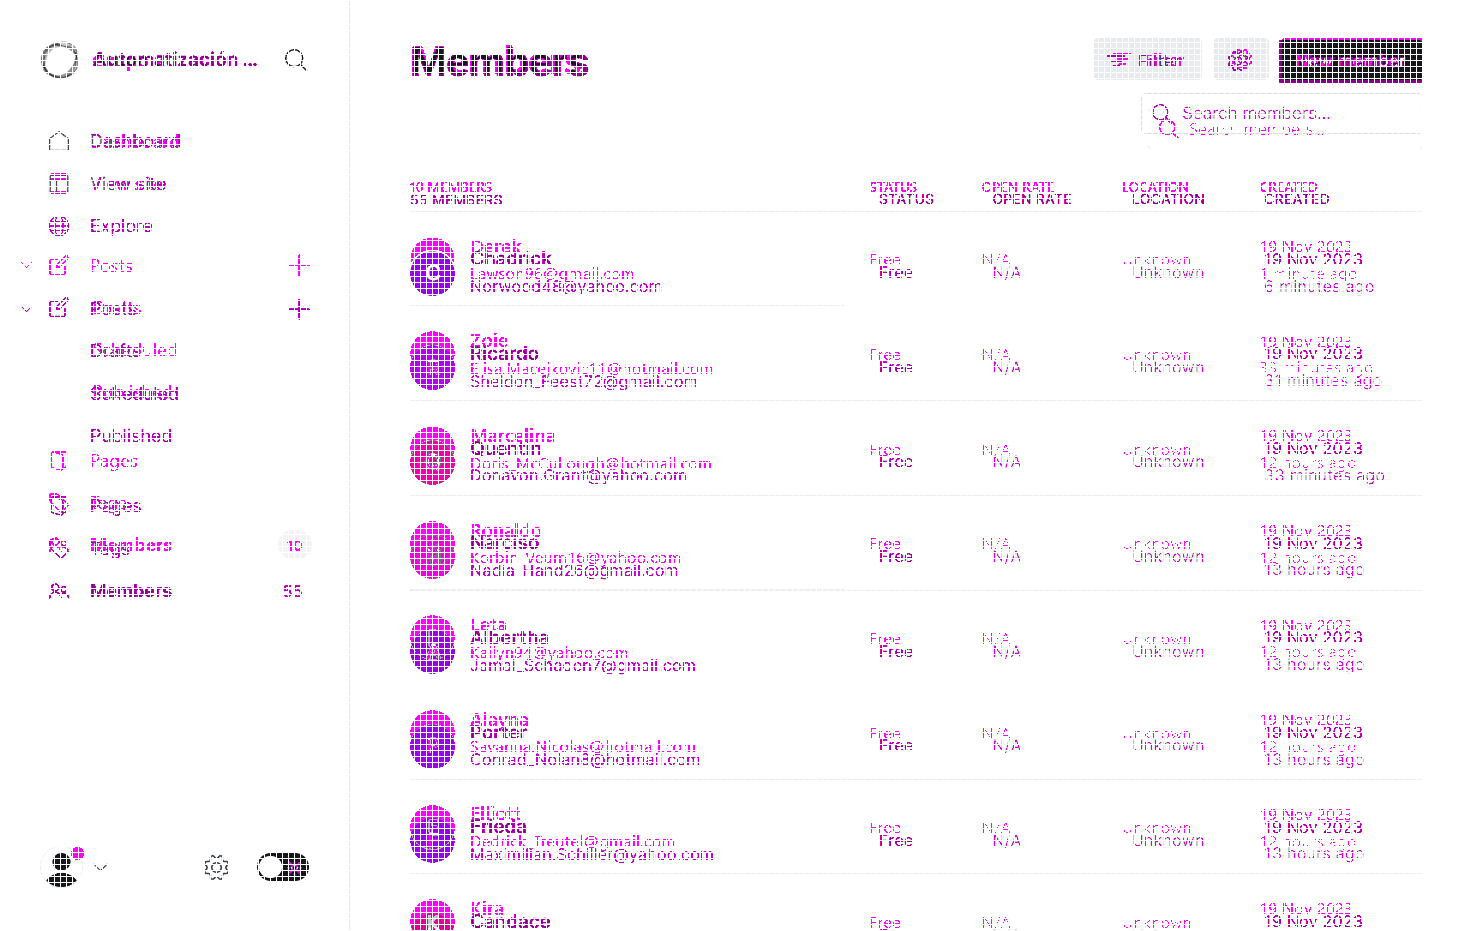 Automatización ...
Members
Filter
New member
Search members...
Search members...
Dashboard
View site
Explore
Posts
Posts
Scheduled
Published
Pages
Pages
Members
10
Members
55
10 MEMBERS
STATUS
OPEN RATE
LOCATION
CREATED
55 MEMBERS
STATUS
OPEN RATE
LOCATION
CREATED
Derek
19 Nov 2023
Chadrick
Free
N/A
Unknown
19 Nov 2023
Lawson96@gmail.com
Free
N/A
Unknown
1 minute ago
Norwood48@yahoo.com
6 minutes ago
Zoie
19 Nov 2023
Ricardo
Free
N/A
Unknown
19 Nov 2023
Elisa_Macejkovic11@hotmail.com
Free
N/A
Unknown
minutes ago
Sheldon_Feest72@gmail.com
31 minutes ago
Marcelina
19 Nov 2023
Quentin
Free
N/A
Unknown
19 Nov 2023
Doris_McCullough@hotmail.com
Free
N/A
Unknown
12 hours ago
Donavon.Grant@yahoo.com
33 minutes ago
Ronaldo
19 Nov 2023
Narciso
Free
N/A
Unknown
19 Nov 2023
Korbin_Veum16@yahoo.com
Free
N/A
Unknown
12 hours ago
13 hours ago
Leta
19 Nov 2023
Albertha
Free
N/A
Unknown
19 Nov 2023
Kailyn94@yahoo.com
Free
N/A
Unknown
12 hours ago
Jamal_Schaden7@gmail.com
13 hours ago
Alayna
19 Nov 2023
Porter
Free
N/A
Unknown
19 Nov 2023
Savanna.Nicolas@hotmail.com
Free
N/A
Unknown
12 hours ago
Conrad_Nolan8@hotmail.com
13 hours ago
Elliott
19 Nov 2023
Frieda
Free
N/A
Unknown
19 Nov 2023
Dedrick_Treutel@gmail.com
Free
N/A
Unknown
12 hours ago
Maximilian.Schiller@yahoo.com
13 hours ago
Kira
19 Nov 2023
Candace
Free
N/A
Unknown
19 Nov 2023